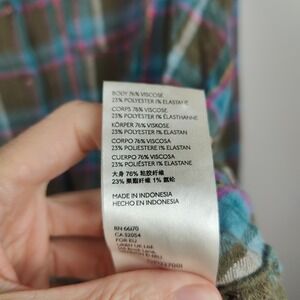 BODY 76% VISCOSE
23% POLYESTER 1% ELASTANE
CORPS 76% VISCOSE
23% POLYESTER 1% ÉLASTHANNE
KÖRPER 76% VISKOSE
23% POLYESTER 1% ELASTAN
CORPO 76% VISCOSA
23% POLIESTERE 1% ELASTAN
CUERPO 76% VISCOSA
23% POLIÉSTER 1% ELASTANO
大身 76% 粘胶纤维
23% 聚酯纤维 1% 氨纶
MADE IN INDONESIA
HECHO EN INDONESIA
RN 66170
CA 52054
FOR EU